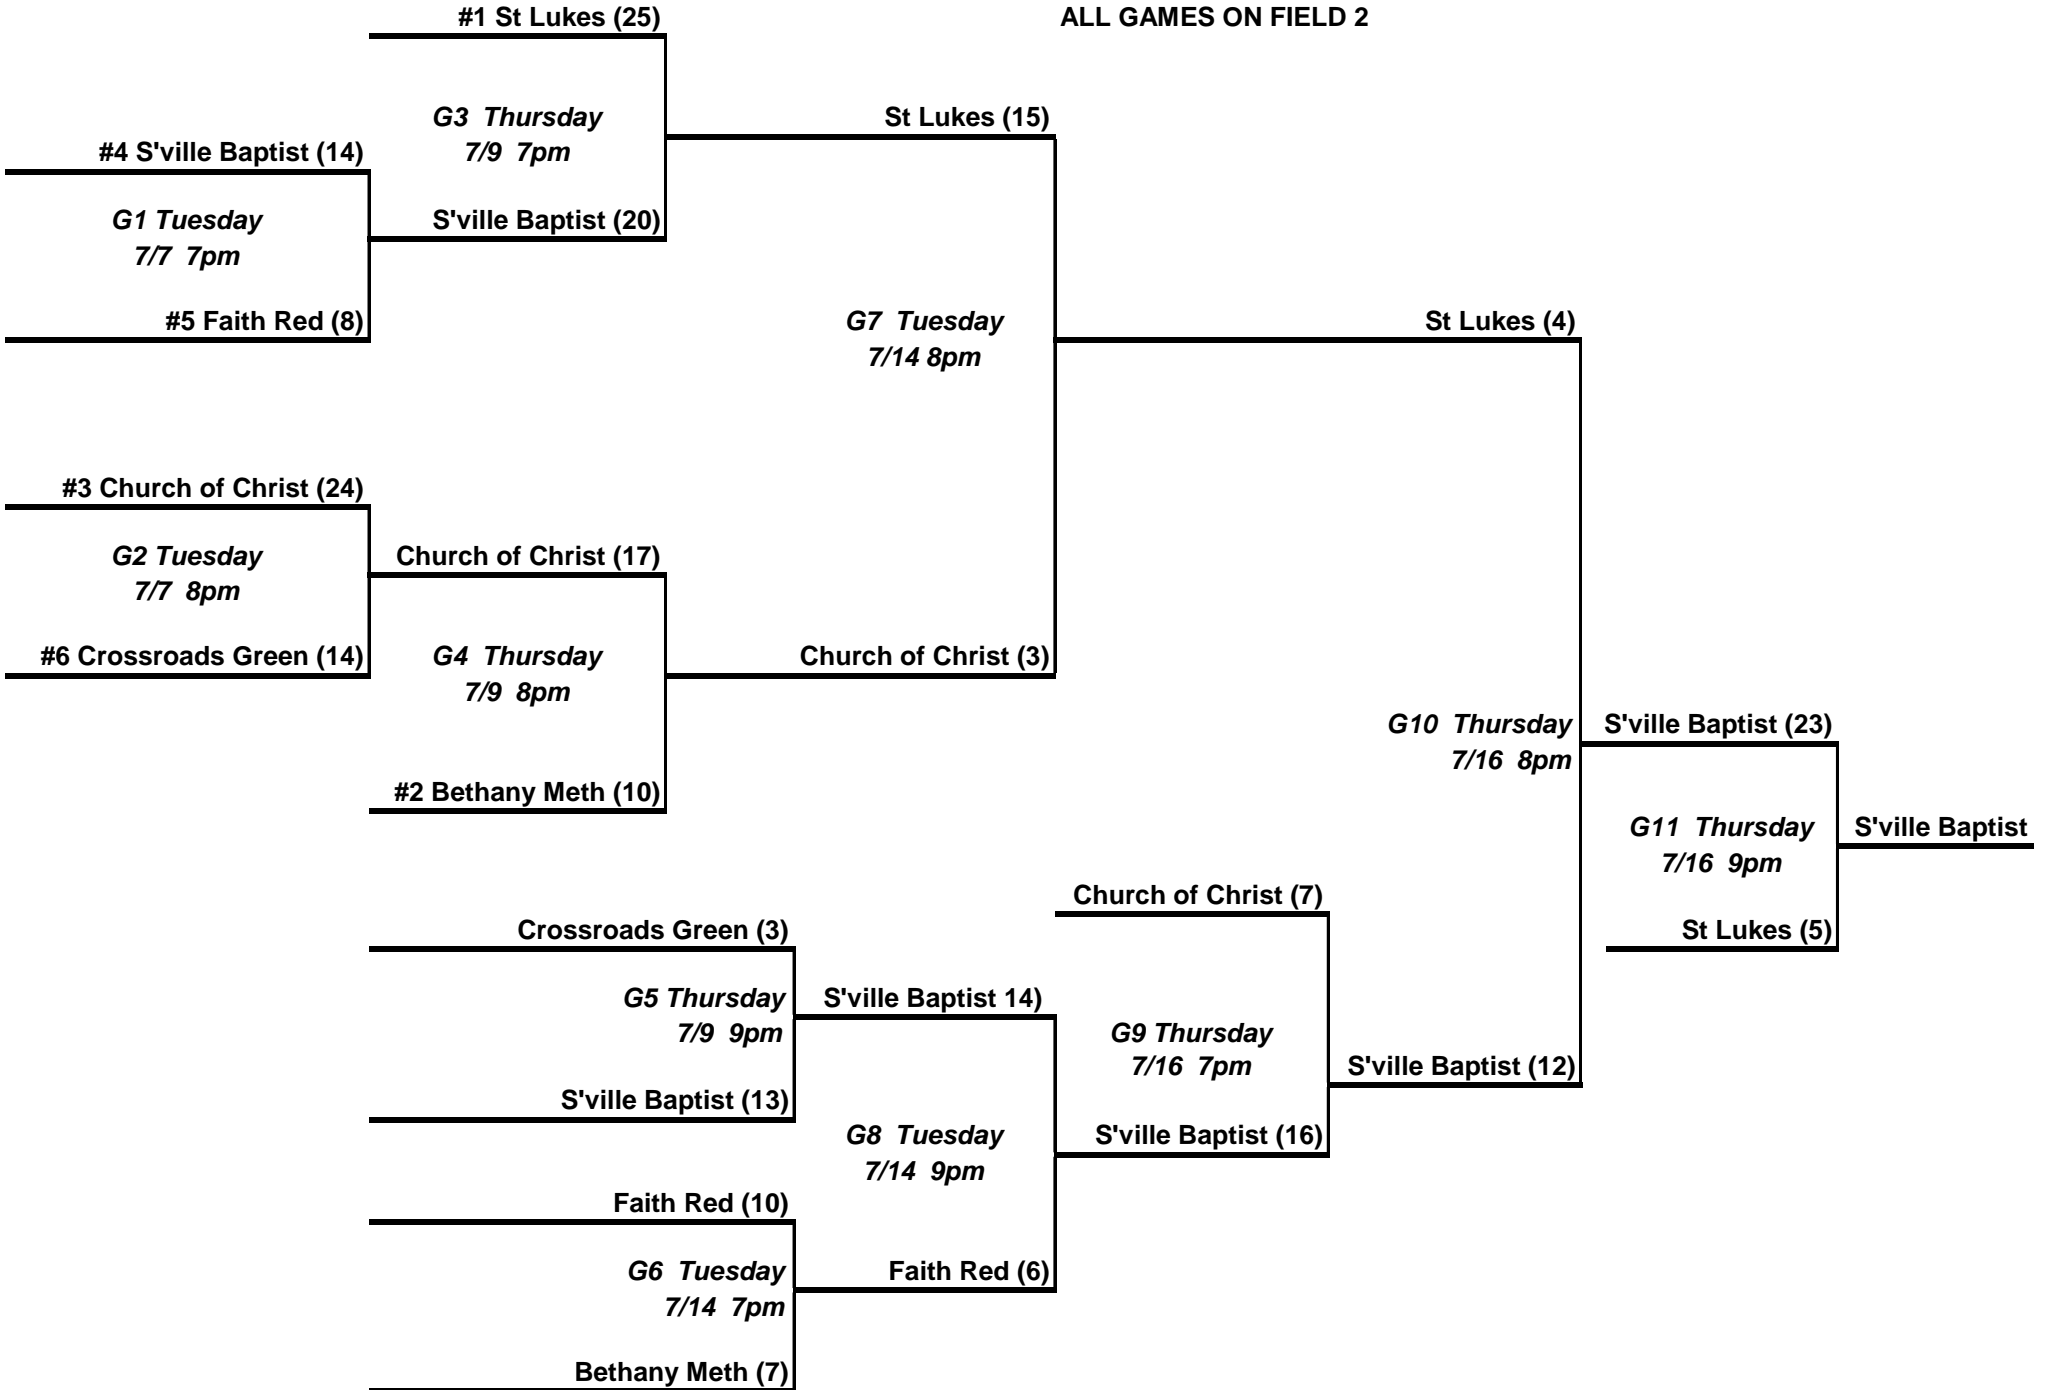 #1 St Lukes (25)
ALL GAMES ON FIELD 2
G3  Thursday
7/9  7pm
St Lukes (15)
#4 S'ville Baptist (14)
G1 Tuesday
7/7  7pm
S'ville Baptist (20)
#5 Faith Red (8)
G7  Tuesday
7/14 8pm
St Lukes (4)
#3 Church of Christ (24)
G2 Tuesday
7/7  8pm
Church of Christ (17)
#6 Crossroads Green (14)
G4  Thursday
7/9  8pm
Church of Christ (3)
#2 Bethany Meth (10)
G10  Thursday
7/16  8pm
S'ville Baptist (23)
G11  Thursday
7/16  9pm
S'ville Baptist
Church of Christ (7)
St Lukes (5)
Crossroads Green (3)
G5 Thursday
7/9  9pm
S'ville Baptist 14)
G9 Thursday
7/16  7pm
S'ville Baptist (12)
S'ville Baptist (13)
G8  Tuesday
7/14  9pm
S'ville Baptist (16)
Faith Red (10)
G6  Tuesday
7/14  7pm
Faith Red (6)
Bethany Meth (7)